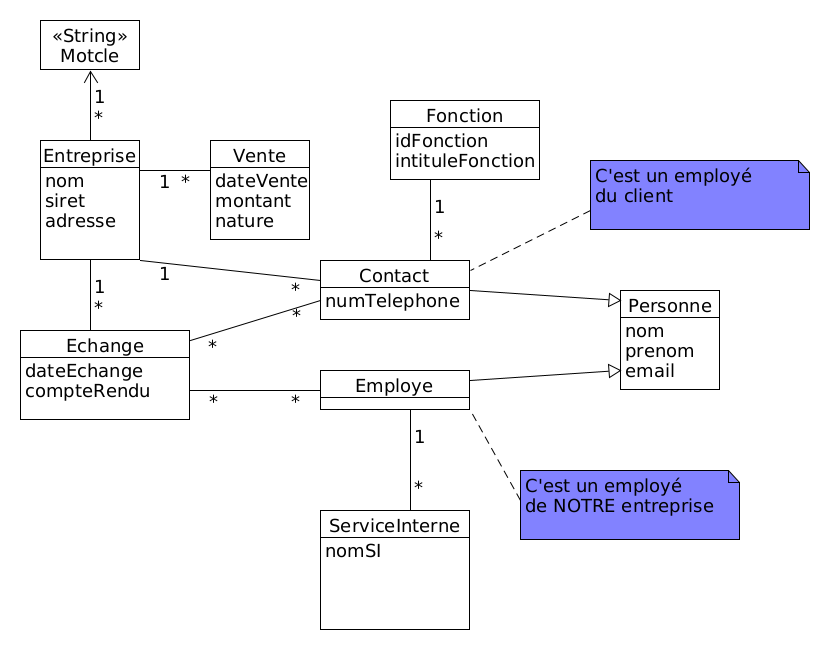 «String»
Motcle
1
*
Entreprise
nom
siret
adresse
1 *
Vente
dateVente
montant
nature
Fonction
idFonction
intituleFonction
1
*
C'est un employé
du client
1
*
Contact
numTelephone
1
*
*
*
Echange
dateEchange
compteRendu
* *
Employe
Personne
nom
prenom
email
1
*
C'est un employé
de NOTRE entreprise
ServiceInterne
nomSI